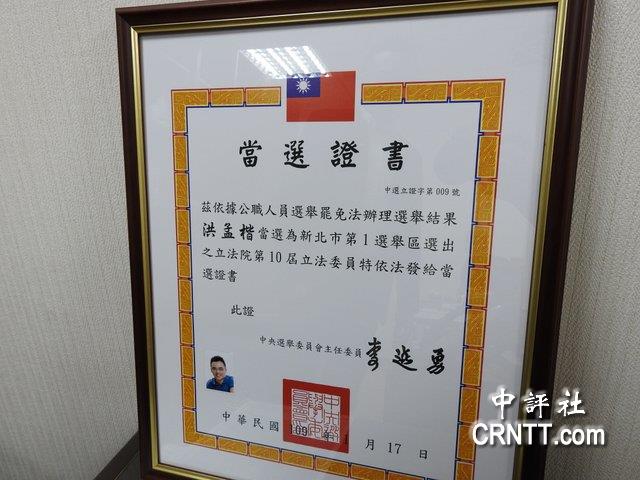 當選證書
中選立證字第009號
茲依據公職人員選舉罷免法辦理選舉結果
洪孟楷當選為新北市第1選舉區選出
之立法院第10屆立法委員特依法發給當
選證書
此證
中央選舉委員會主任委員 李進勇
中華民國109年1月17日
中評社
CRNTT.com